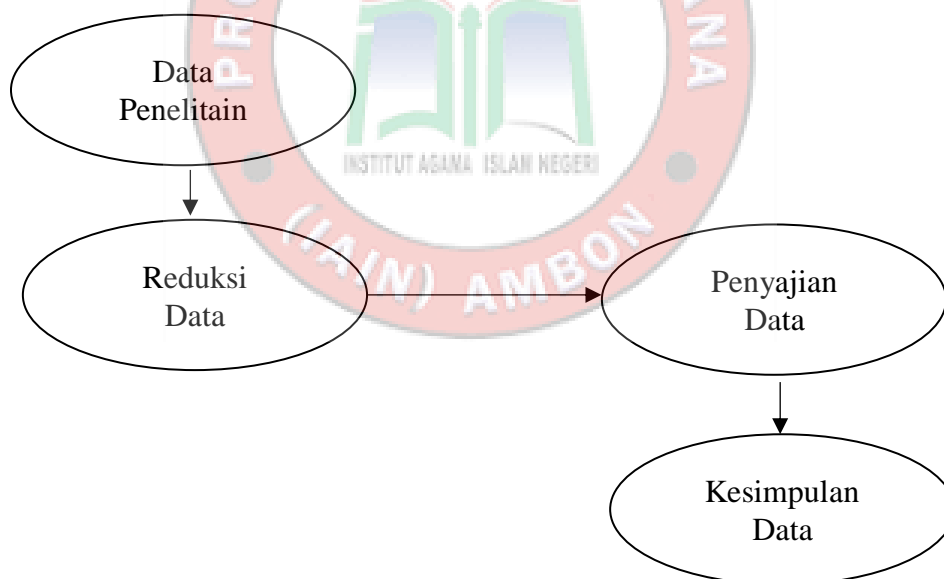 Data
Penelitain
INSTITUT AGAMA ISLAM NEGERI
(IAIN) AMBON
Reduksi
Data
Penyajian
Data
Kesimpulan
Data